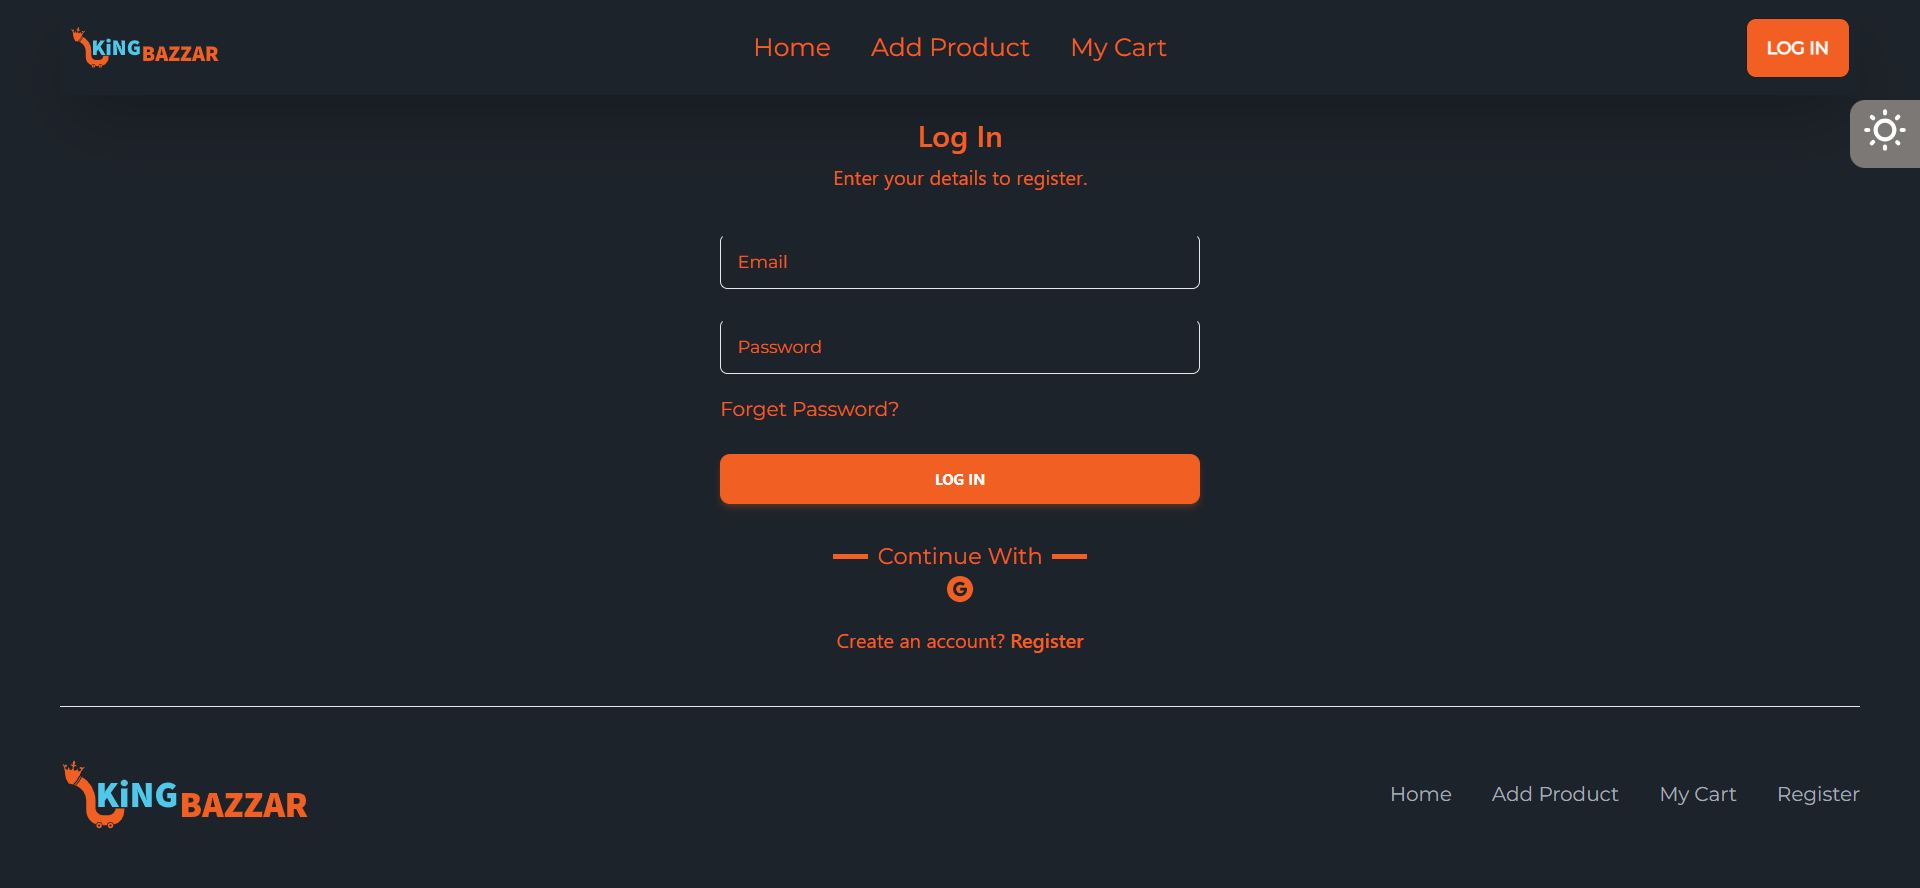 KiNG BAZZAR
Home Add Product My Cart
LOG IN
Log In
Enter your details to register.
Email
Password
Forget Password?
LOG IN
Continue With
G
Create an account? Register
KiNG BAZZAR
Home Add Product My Cart Register